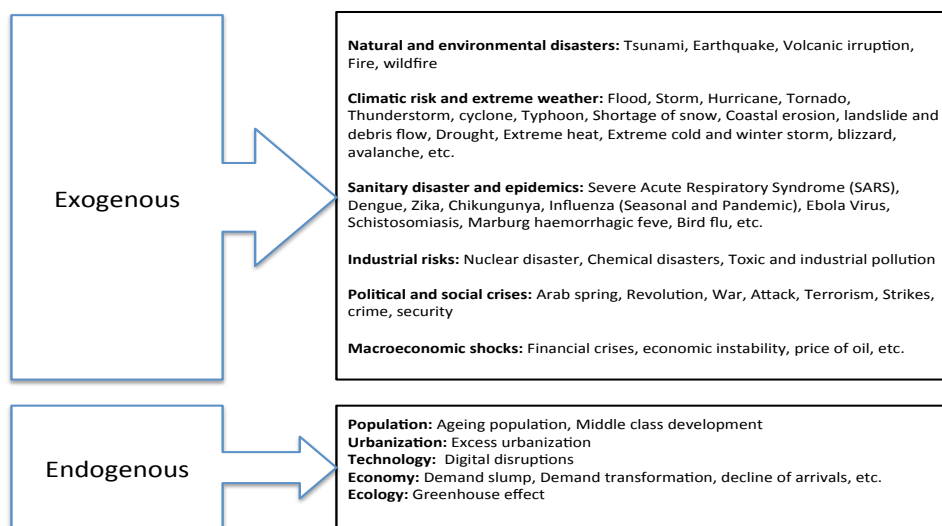 Exogenous
Natural and environmental disasters: Tsunami, Earthquake, Volcanic irruption,
Fire, wildfire
Climatic risk and extreme weather: Flood, Storm, Hurricane, Tornado,
Thunderstorm, cyclone, Typhoon, Shortage of snow, Coastal erosion, landslide and
debris flow, Drought, Extreme heat, Extreme cold and winter storm, blizzard,
avalanche, etc.
Sanitary disaster and epidemics: Severe Acute Respiratory Syndrome (SARS),
Dengue, Zika, Chikungunya, Influenza (Seasonal and Pandemic), Ebola Virus,
Schistosomiasis, Marburg haemorrhagic feve, Bird flu, etc.
Industrial risks: Nuclear disaster, Chemical disasters, Toxic and industrial pollution
Political and social crises: Arab spring, Revolution, War, Attack, Terrorism, Strikes,
crime, security
Macroeconomic shocks: Financial crises, economic instability, price of oil, etc.
Endogenous
Population: Ageing population, Middle class development
Urbanization: Excess urbanization
Technology: Digital disruptions
Economy: Demand slump, Demand transformation, decline of arrivals, etc.
Ecology: Greenhouse effect